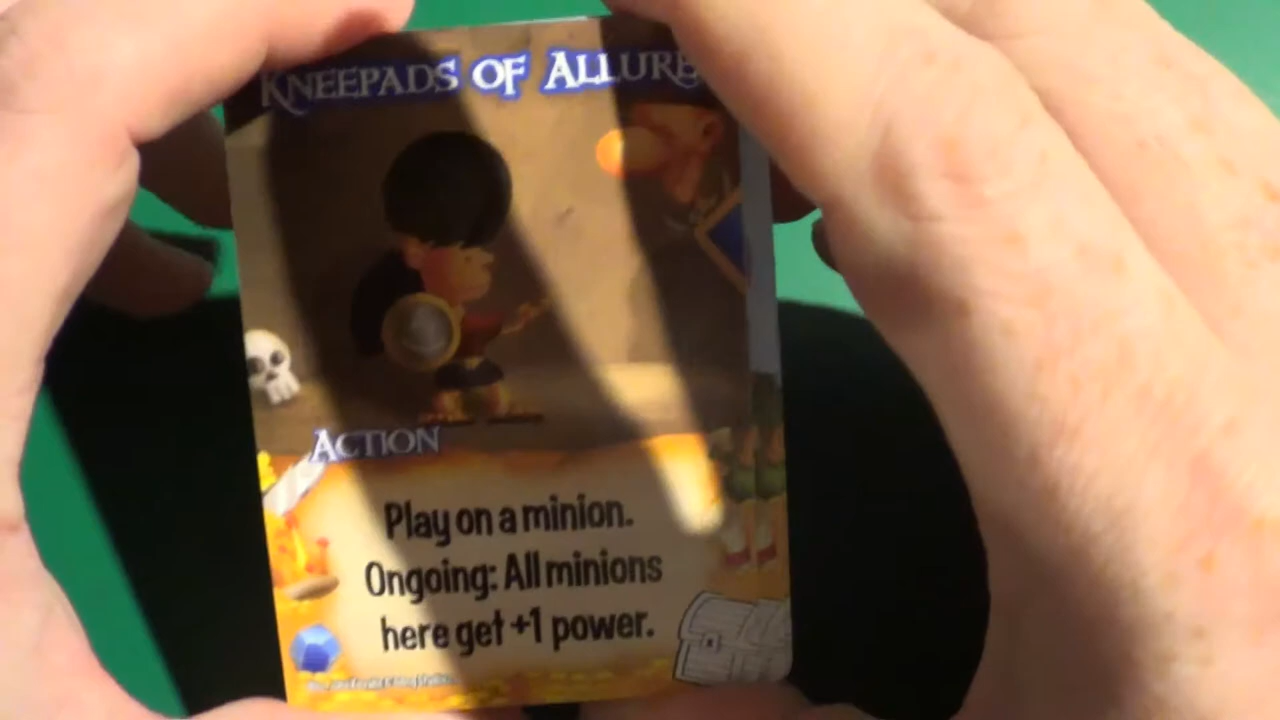 KNEEPADS OF ALLURE
ACTION
Play on a minion.
Ongoing: All minions
here get +1 power.